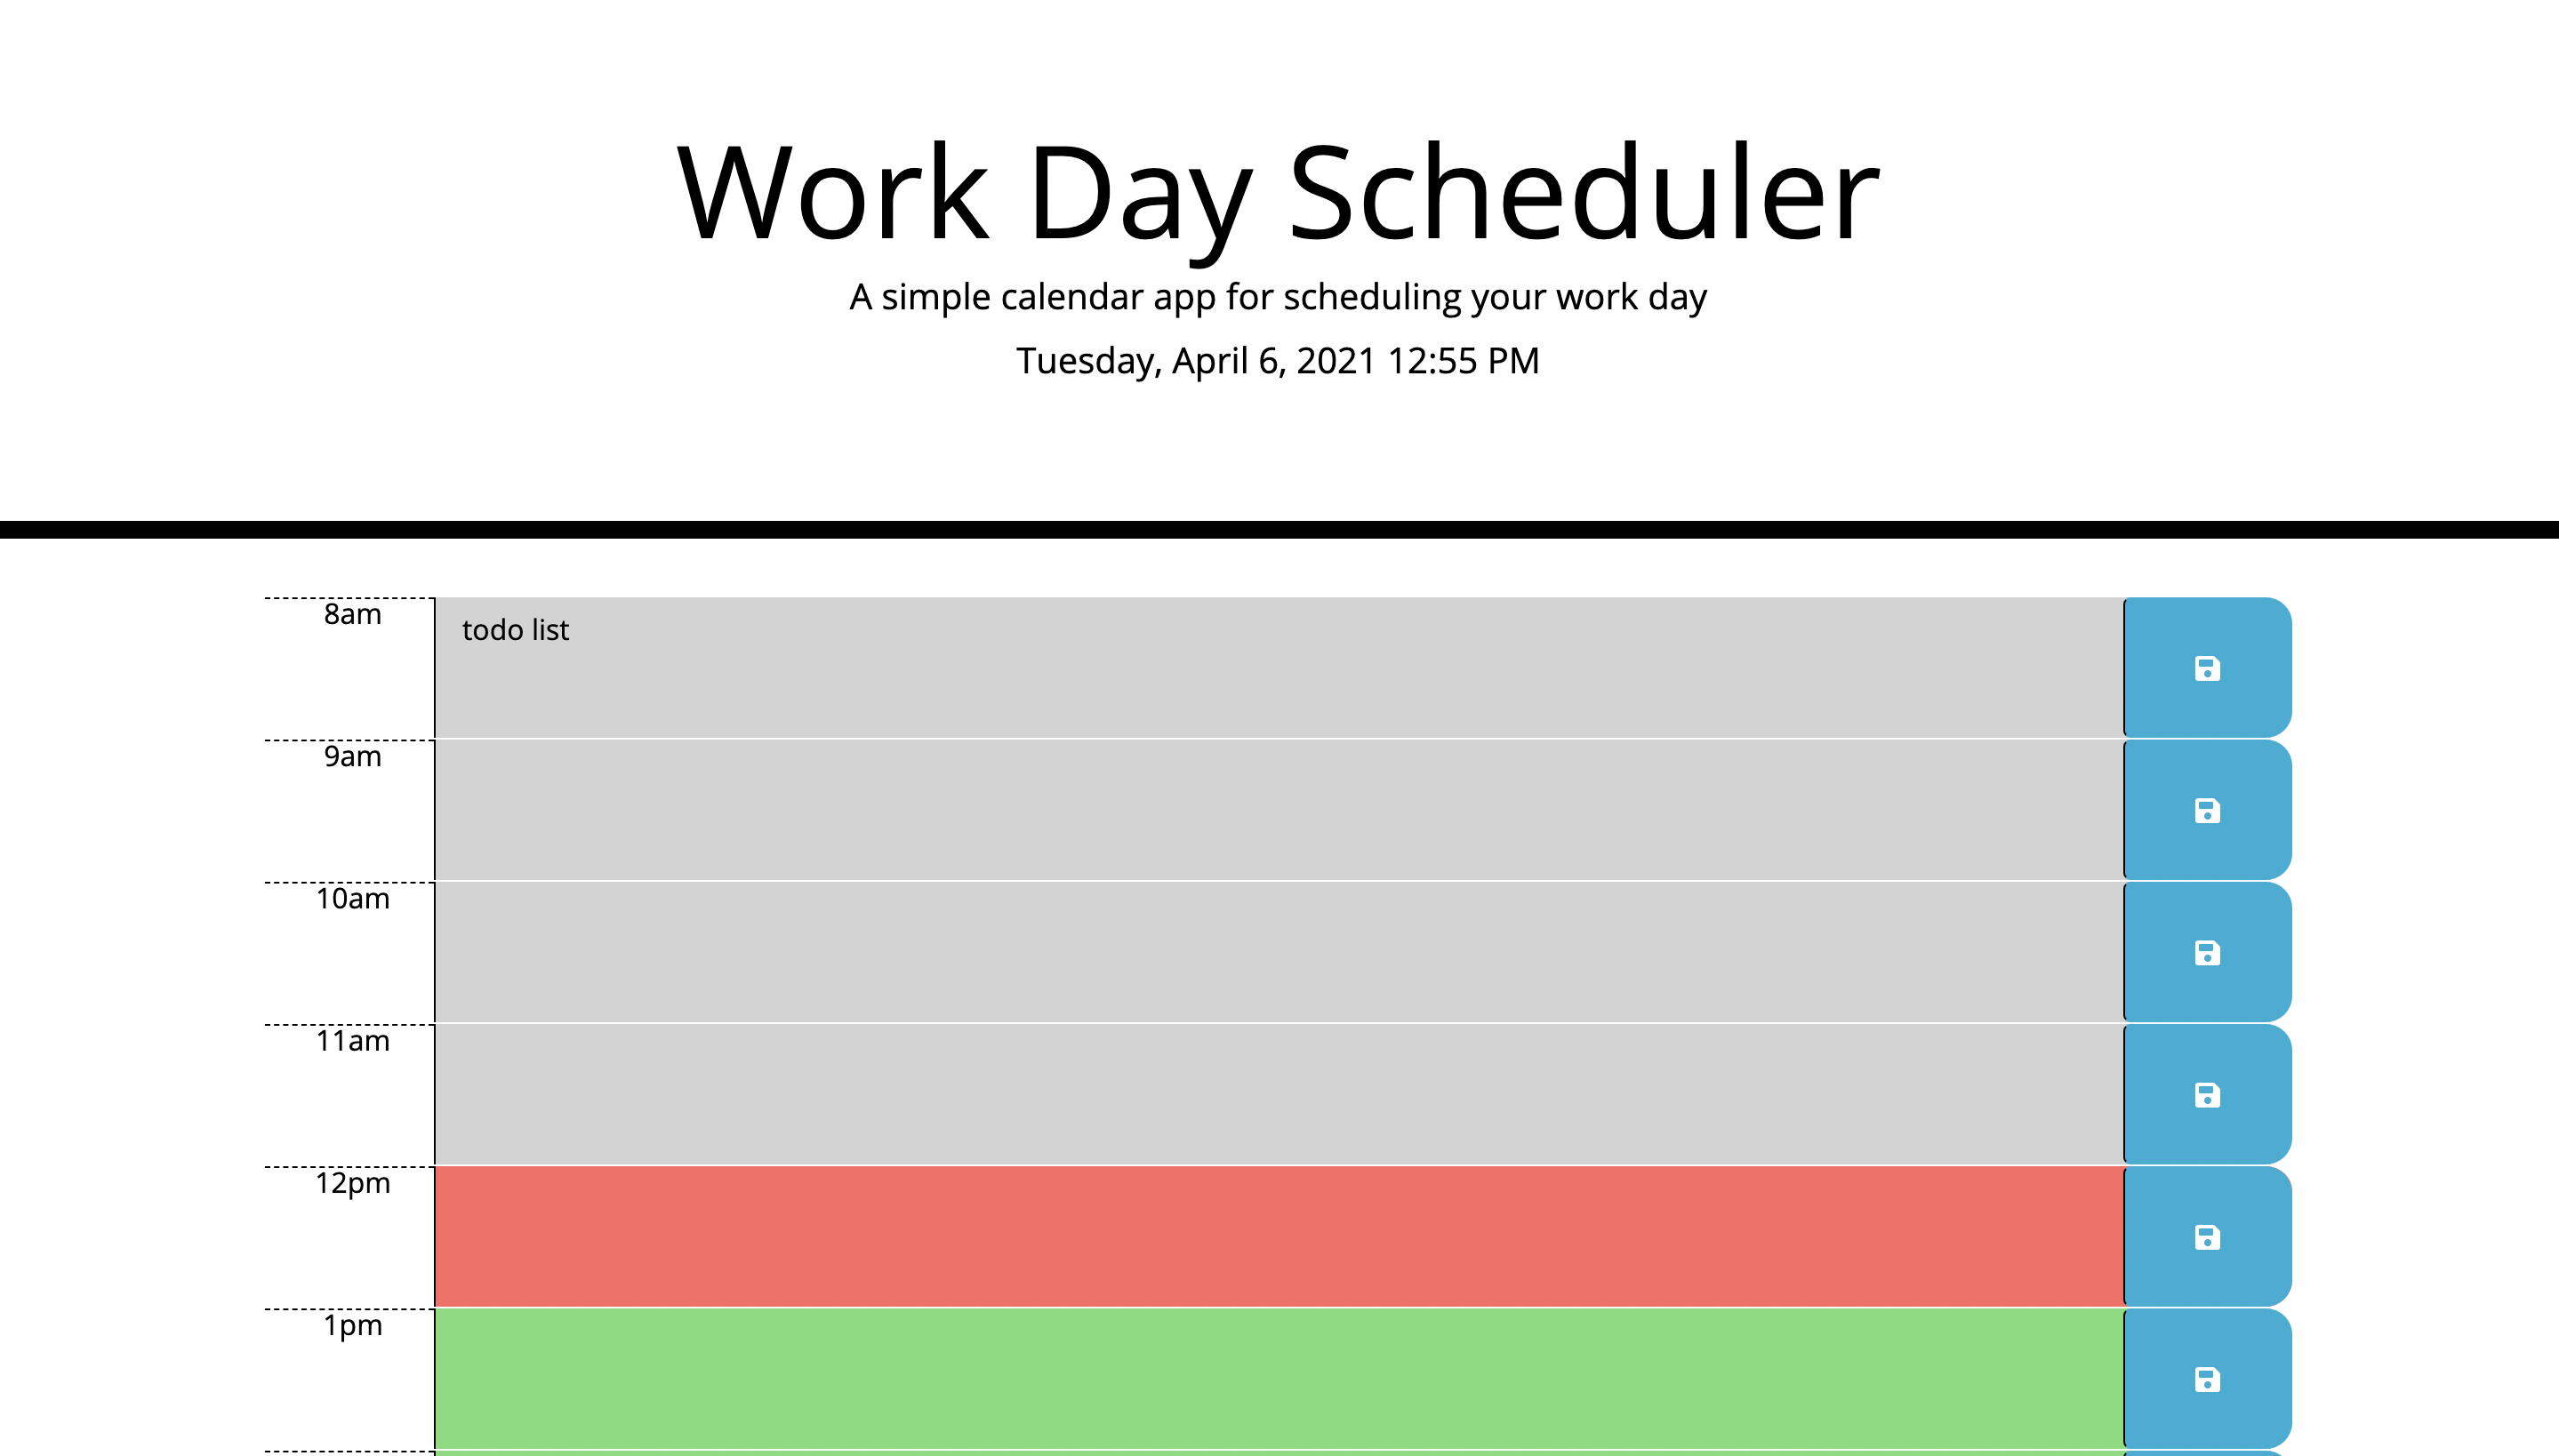 Work Day Scheduler
A simple calendar app for scheduling your work day
Tuesday, April 6, 2021 12:55 PM
8am
todo list
9am
10am
11am
12pm
1pm